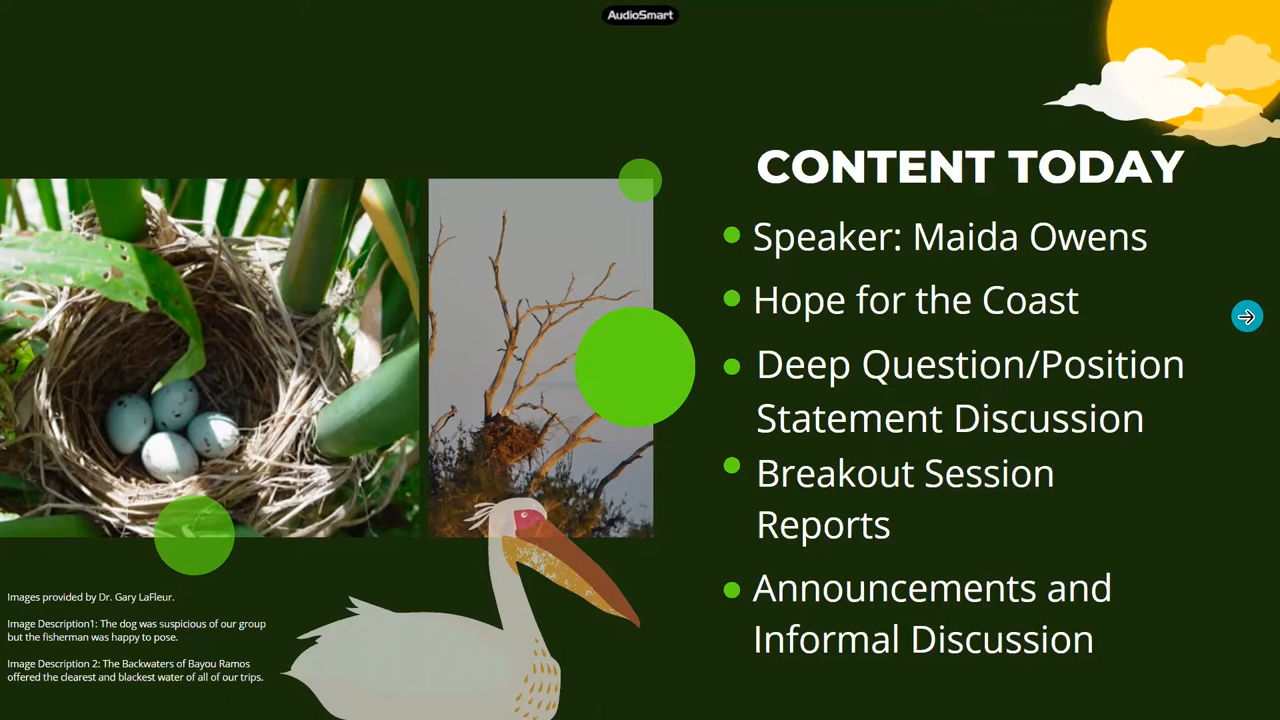 AudioSmart
CONTENT TODAY
Speaker: Maida Owens
Hope for the Coast
Deep Question/Position
Statement Discussion
Breakout Session
Reports
Announcements and
Informal Discussion
Images provided by Dr. Gary LaFleur.
Image Description1: The dog was suspicious of our group
but the fisherman was happy to pose.
Image Description 2: The Backwaters of Bayou Ramos
offered the clearest and blackest water of all of our trips.